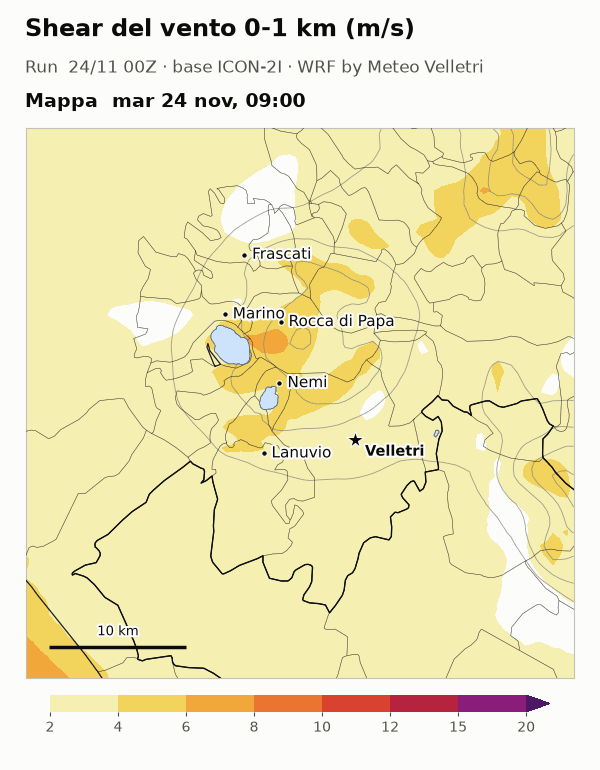 Shear del vento 0-1 km (m/s)
Run 24/11 00Z · base ICON-2I · WRF by Meteo Velletri
Mappa mar 24 nov, 09:00
Frascati
Marino
Rocca di Papa
Nemi
Velletri
Lanuvio
10 km
2 4 6 8 10 12 15 20